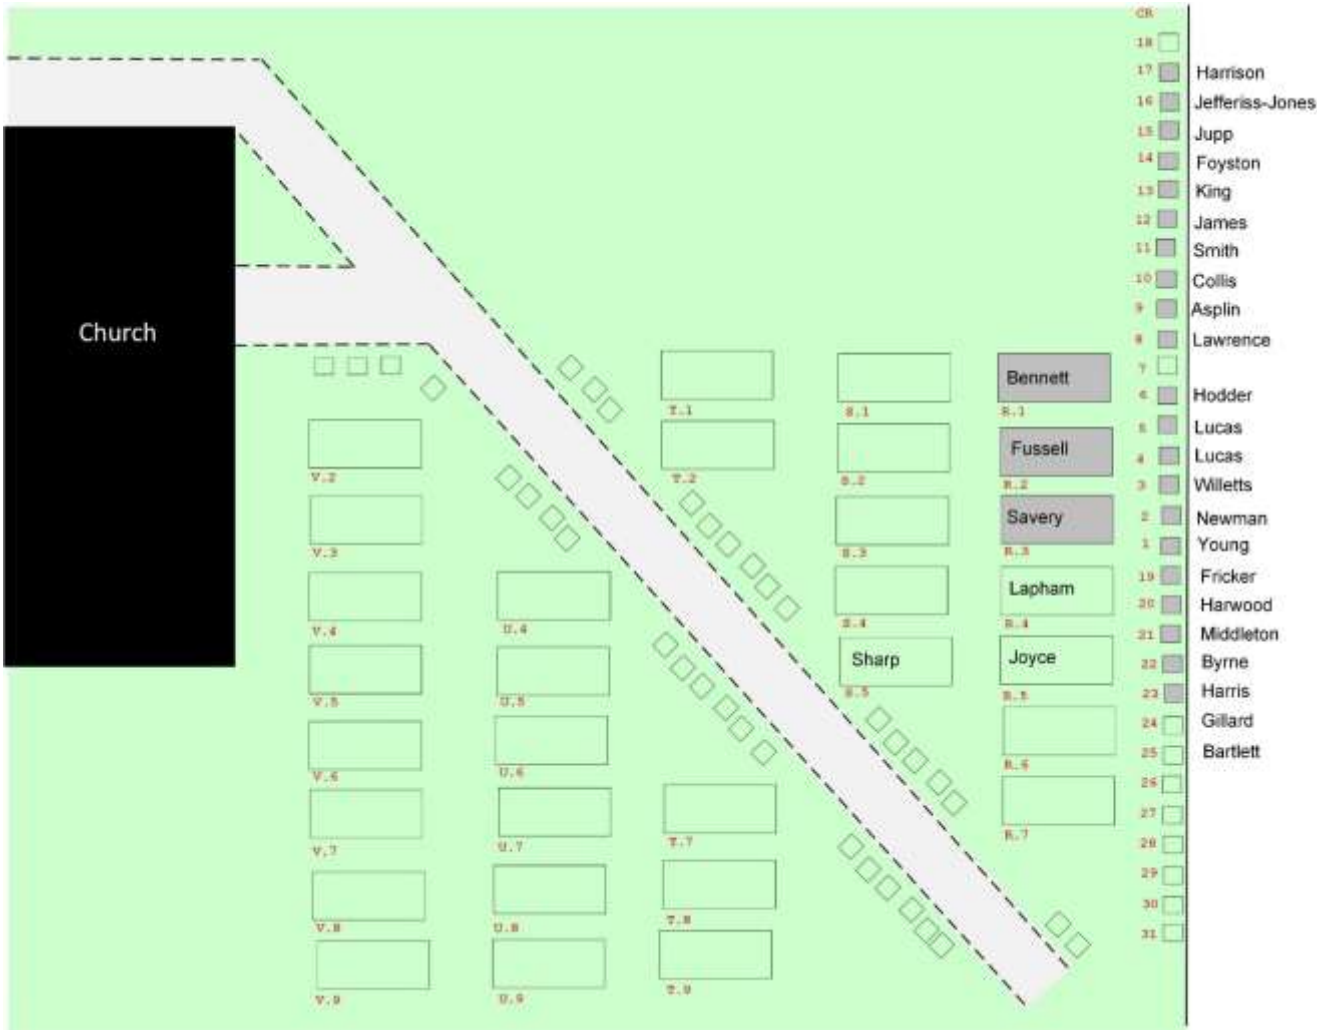 CR
18
17 Harrison
16 Jefferiss-Jones
15 Jupp
14 Foyston
13 King
12 James
11 Smith
10 Collis
9 Asplin
8 Lawrence
7
6 Hodder
5 Lucas
4 Lucas
3 Willetts
2 Newman
1 Young
19 Fricker
20 Harwood
21 Middleton
22 Byrne
23 Harris
24 Gillard
25 Bartlett
26
27
28
29
30
31
Church
V.2
V.3
V.4
V.5
V.6
V.7
V.8
V.9
U.4
U.5
U.6
U.7
U.8
U.9
T.1
T.2
T.7
T.8
T.9
S.1
S.2
S.3
S.4
Sharp
S.5
Bennett
R.1
Fussell
R.2
Savery
R.3
Lapham
R.4
Joyce
R.5
R.6
R.7